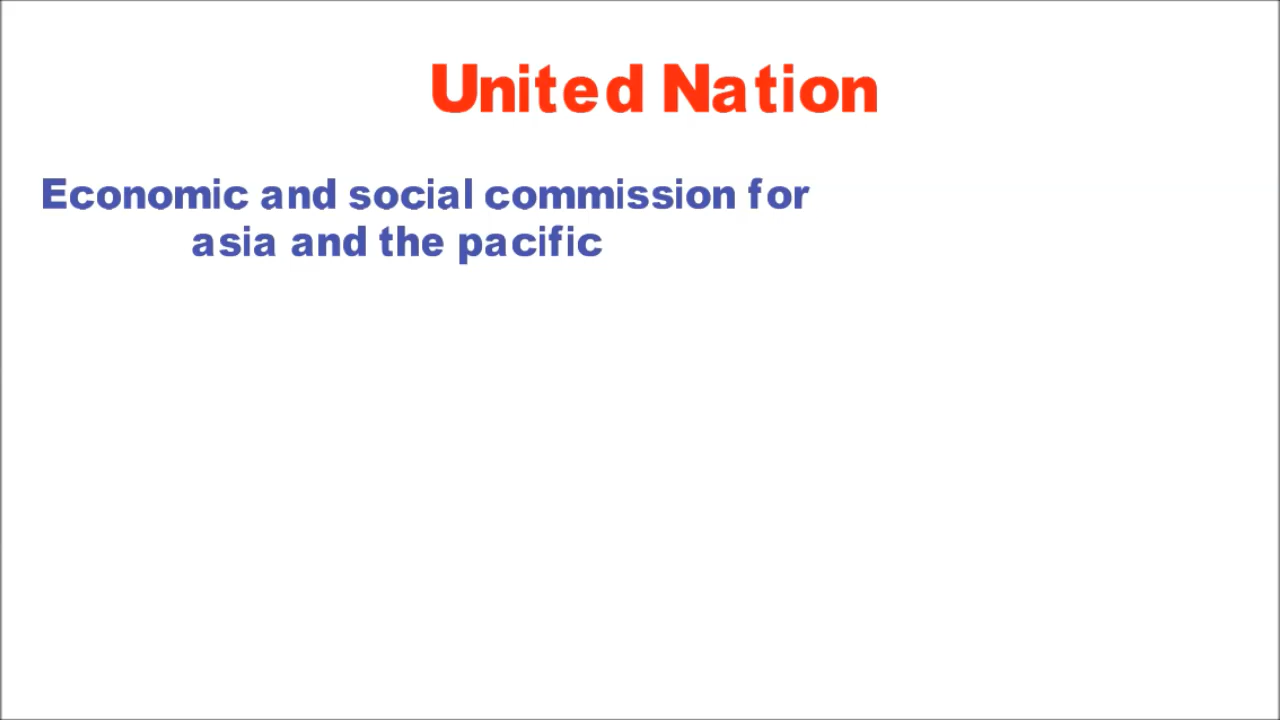 United Nation
Economic and social commission for
asia and the pacific